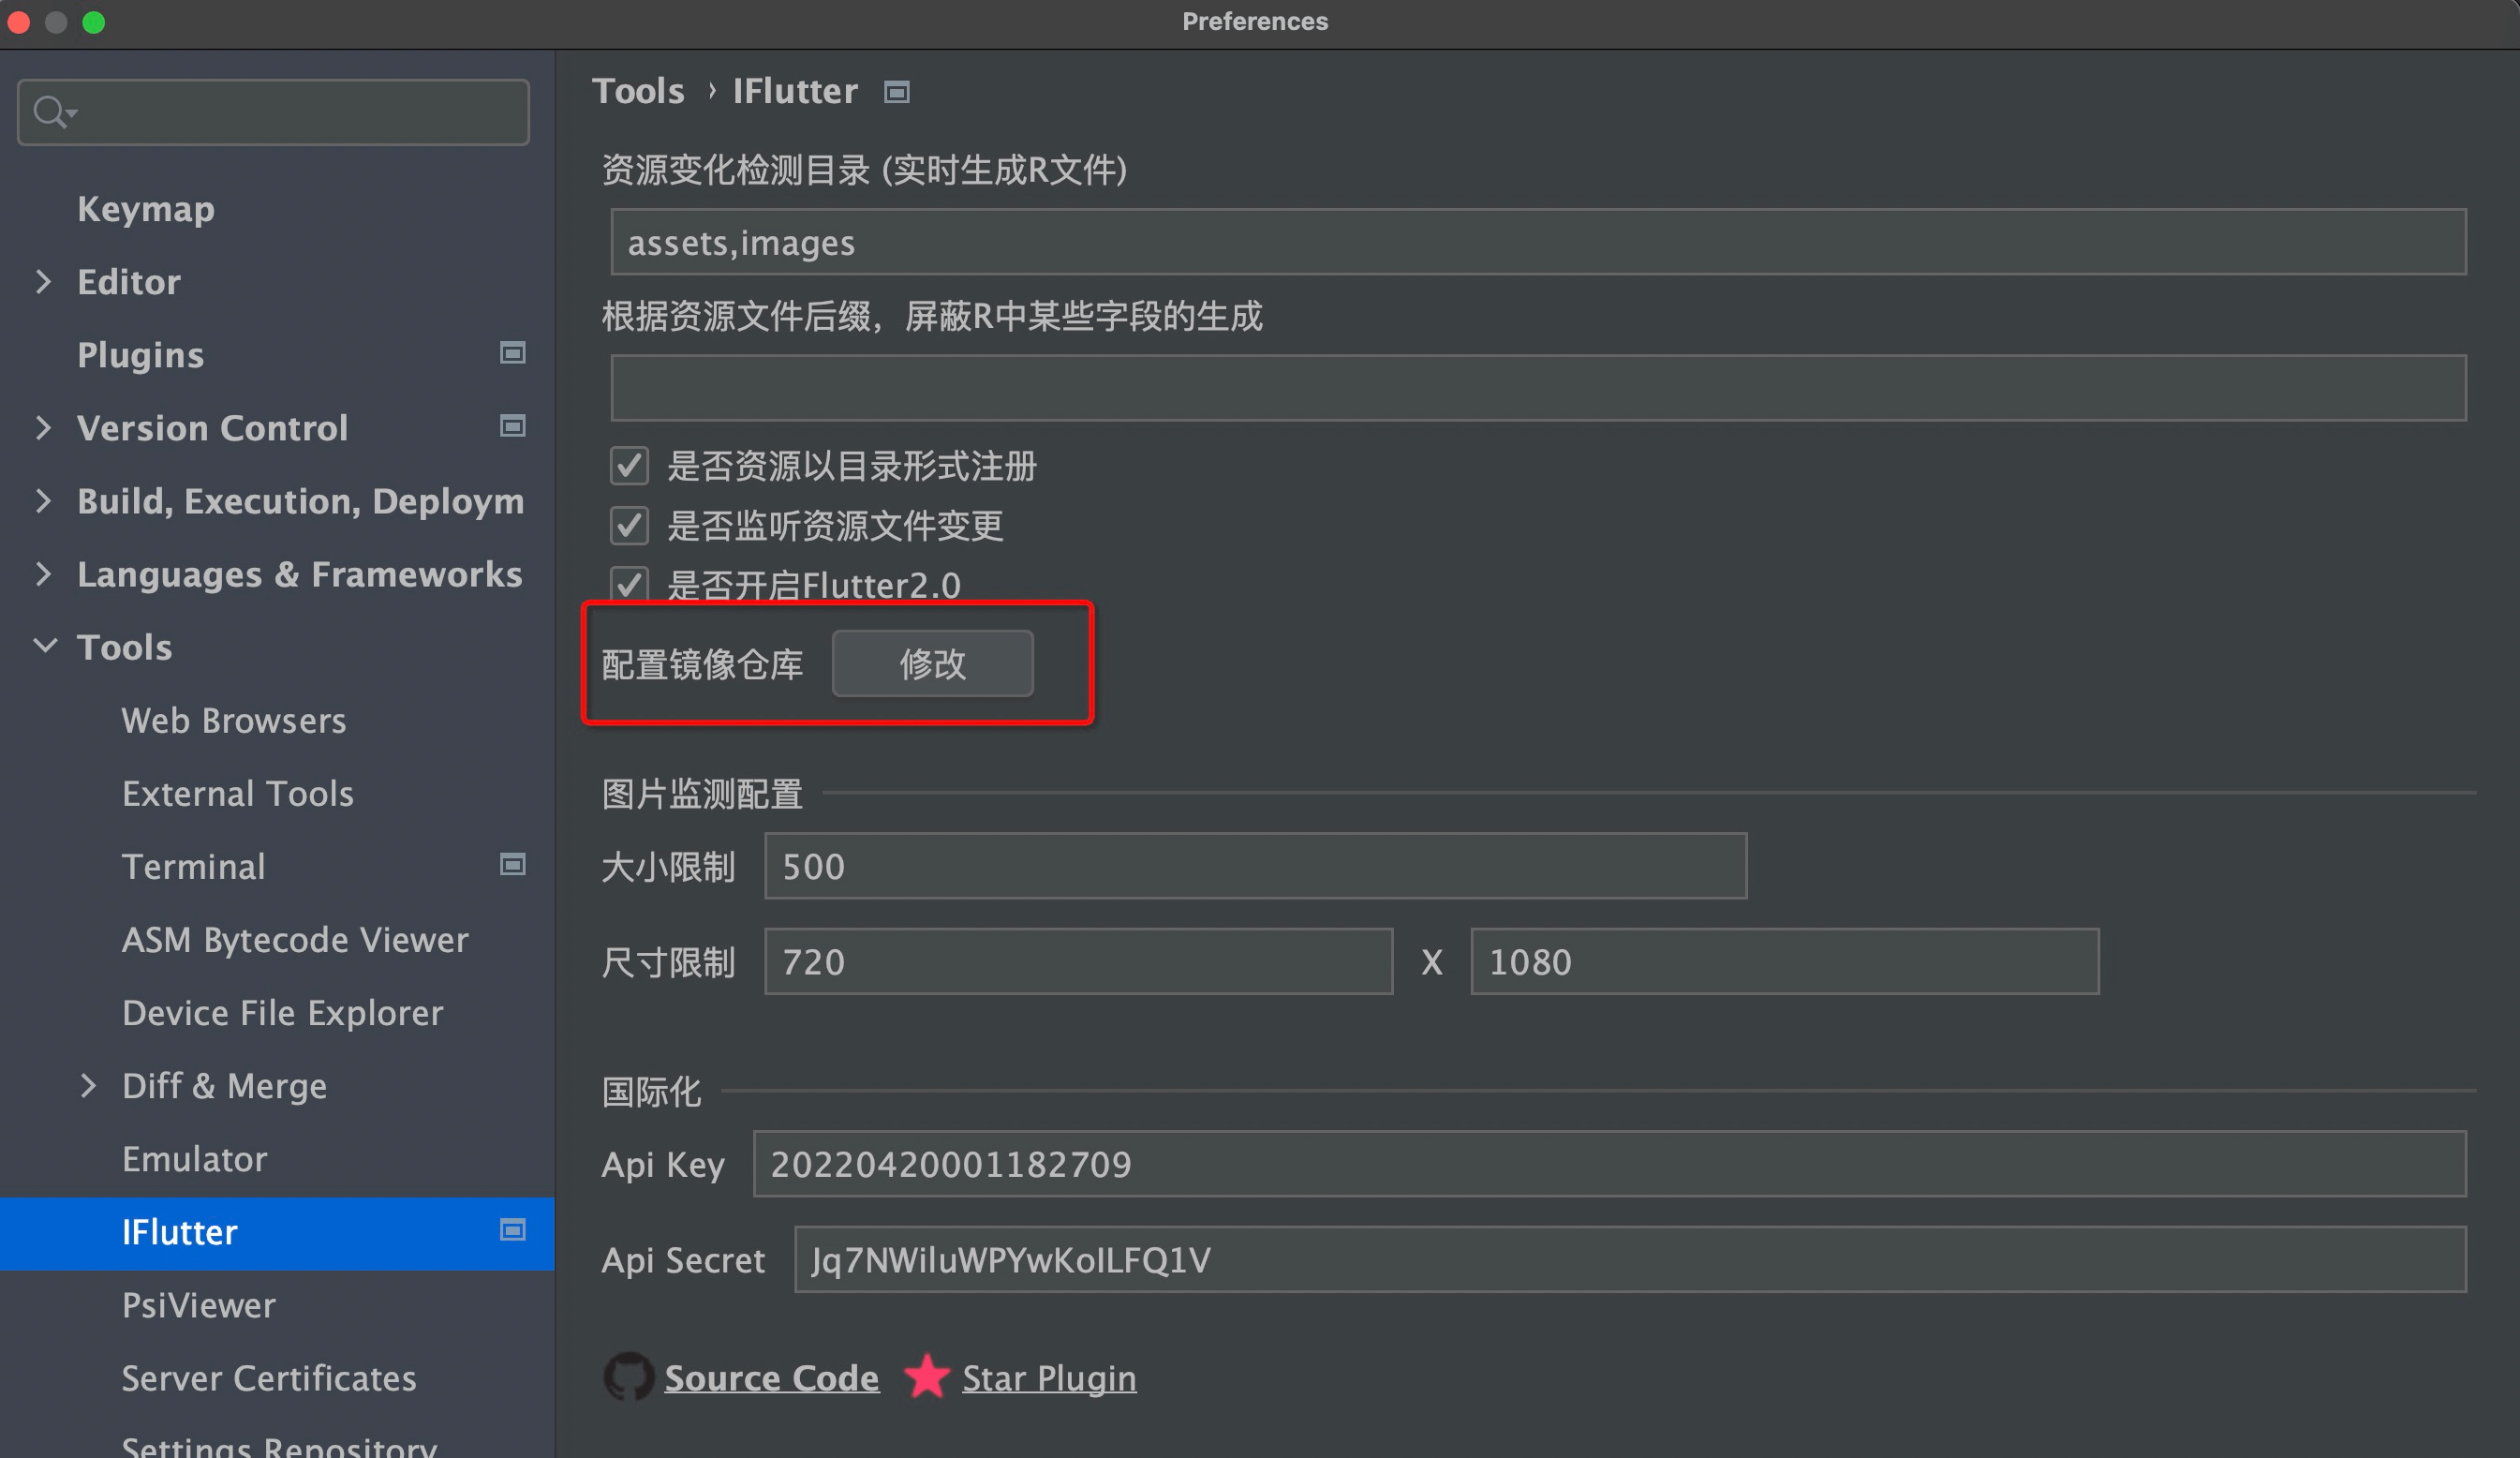 Preferences
Keymap
Editor
Plugins
Version Control
Build, Execution, Deploym
Languages & Frameworks
Tools
Web Browsers
External Tools
Terminal
ASM Bytecode Viewer
Device File Explorer
Diff & Merge
Emulator
IFlutter
PsiViewer
Server Certificates
Settings Repository
Tools › IFlutter
资源变化检测目录 (实时生成R文件)
assets,images
根据资源文件后缀，屏蔽R中某些字段的生成
是否资源以目录形式注册
是否监听资源文件变更
是否开启Flutter2.0
配置镜像仓库 修改
图片监测配置
大小限制 500
尺寸限制 720 X 1080
国际化
Api Key 20220420001182709
Api Secret Jq7NWiluWPYwKoILFQ1V
Source Code Star Plugin